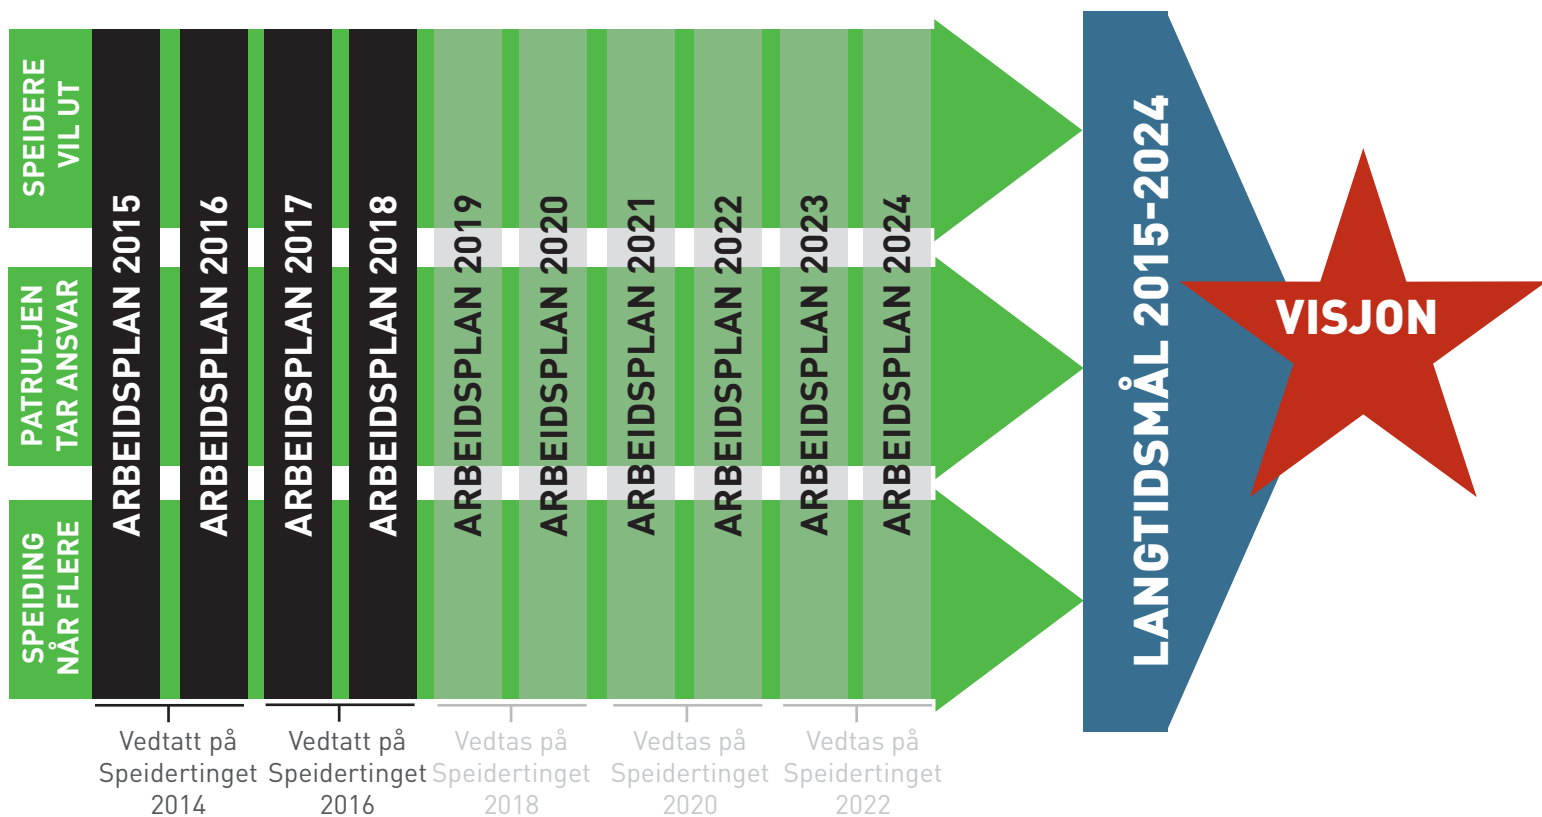 SPEIDERE
VIL UT
PATRULJEN
TAR ANSVAR
SPEIDING
NÅR FLERE
ARBEIDSPLAN 2015
ARBEIDSPLAN 2016
ARBEIDSPLAN 2017
ARBEIDSPLAN 2018
ARBEIDSPLAN 2019
ARBEIDSPLAN 2020
ARBEIDSPLAN 2021
ARBEIDSPLAN 2022
ARBEIDSPLAN 2023
ARBEIDSPLAN 2024
LANGTIDSMÅL 2015-2024
VISJON
Vedtatt på
Speidertinget
2014
Vedtatt på
Speidertinget
2016
Vedtas på
Speidertinget
2018
Vedtas på
Speidertinget
2020
Vedtas på
Speidertinget
2022